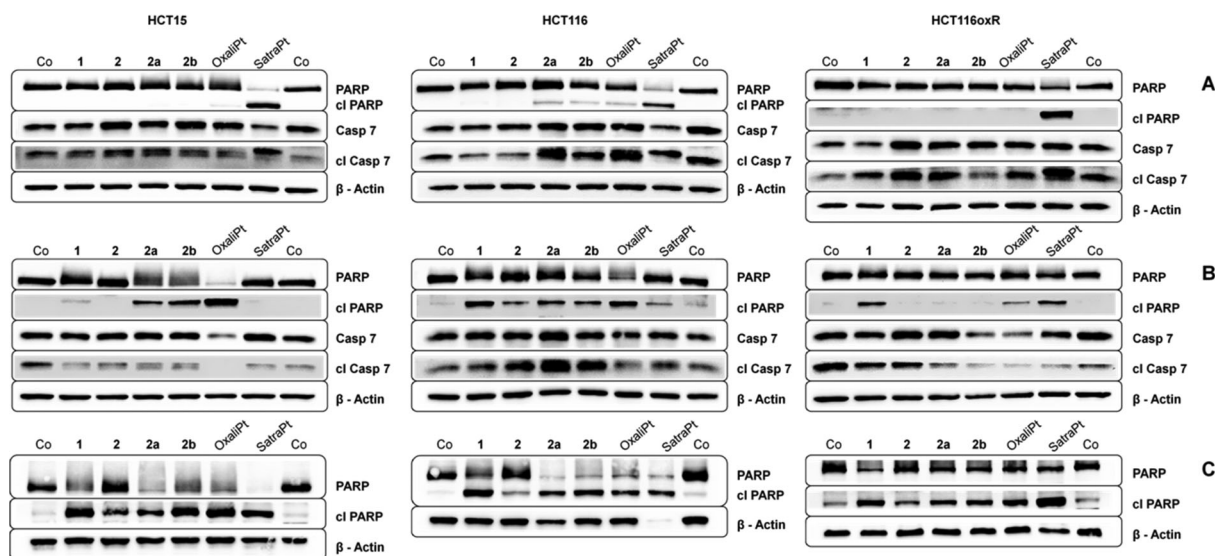 HCT15 HCT116 HCT116oxR
Co 1 2 2a 2b OxaliPt SatraPt Co Co 1 2 2a 2b OxaliPt SatraPt Co Co 1 2 2a 2b OxaliPt SatraPt Co
PARP PARP PARP A
cl PARP cl PARP cl PARP
Casp 7 Casp 7 Casp 7
cl Casp 7 cl Casp 7 cl Casp 7
β - Actin β - Actin β - Actin
Co 1 2 2a 2b OxaliPt SatraPt Co Co 1 2 2a 2b OxaliPt SatraPt Co Co 1 2 2a 2b OxaliPt SatraPt Co
PARP PARP PARP B
cl PARP cl PARP cl PARP
Casp 7 Casp 7 Casp 7
cl Casp 7 cl Casp 7 cl Casp 7
β - Actin β - Actin β - Actin
Co 1 2 2a 2b OxaliPt SatraPt Co Co 1 2 2a 2b OxaliPt SatraPt Co Co 1 2 2a 2b OxaliPt SatraPt Co
PARP PARP PARP C
cl PARP cl PARP cl PARP
β - Actin β - Actin β - Actin